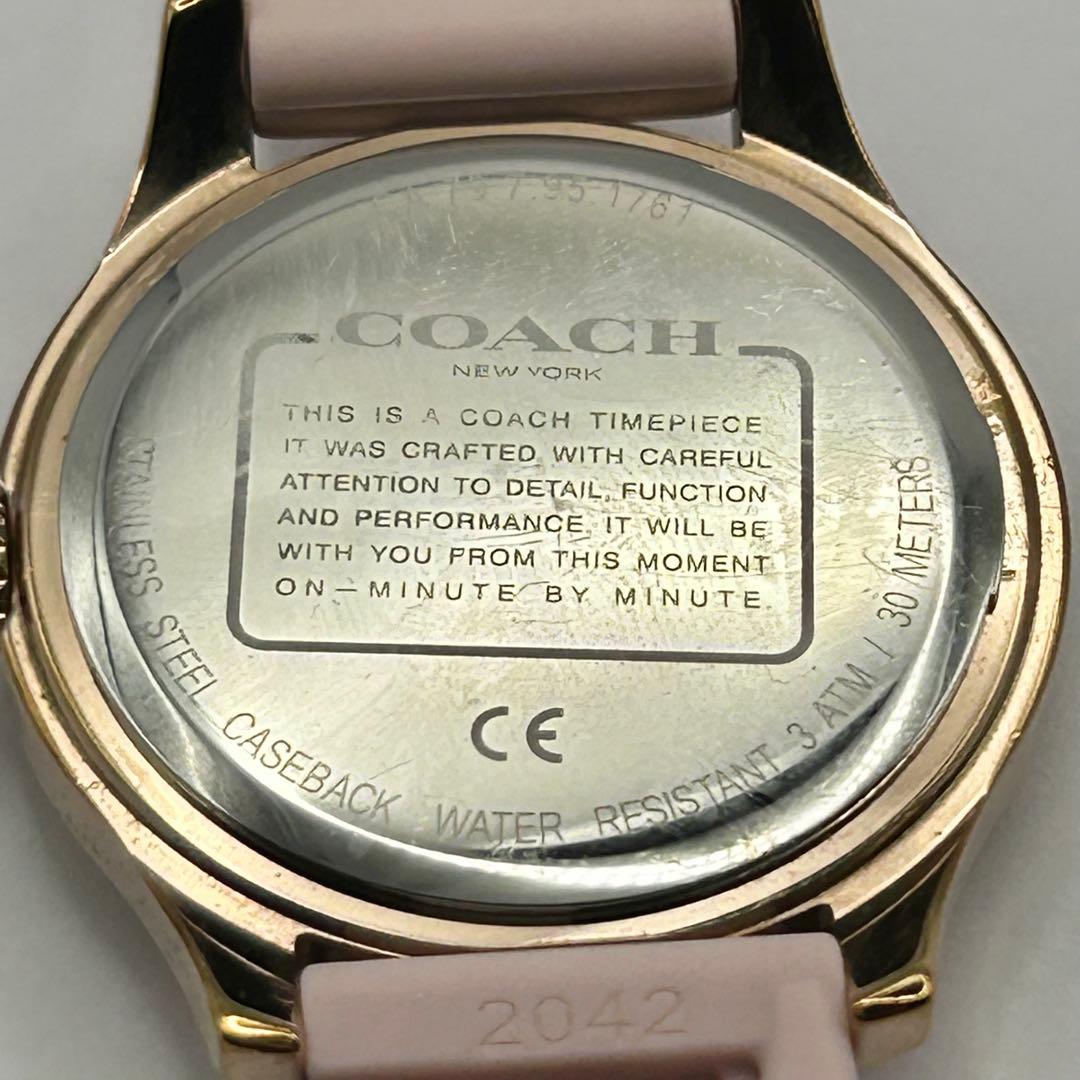 COACH
NEW YORK
THIS IS A COACH TIMEPIECE
IT WAS CRAFTED WITH CAREFUL
ATTENTION TO DETAIL, FUNCTION
AND PERFORMANCE. IT WILL BE
WITH YOU FROM THIS MOMENT
ON – MINUTE BY MINUTE.
CE
STAINLESS STEEL CASEBACK WATER RESISTANT 3 ATM / 30 METERS
2042